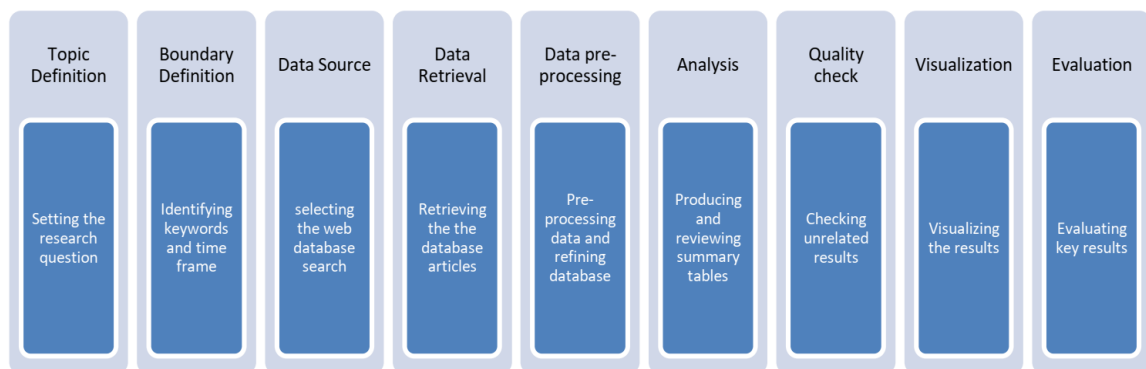 Topic
Definition
Setting the
research
question
Boundary
Definition
Identifying
keywords
and time
frame
Data Source
selecting
the web
database
search
Data
Retrieval
Retrieving
the the
database
articles
Data pre-
processing
Pre-
processing
data and
refining
database
Analysis
Producing
and
reviewing
summary
tables
Quality
check
Checking
unrelated
results
Visualization
Visualizing
the results
Evaluation
Evaluating
key results